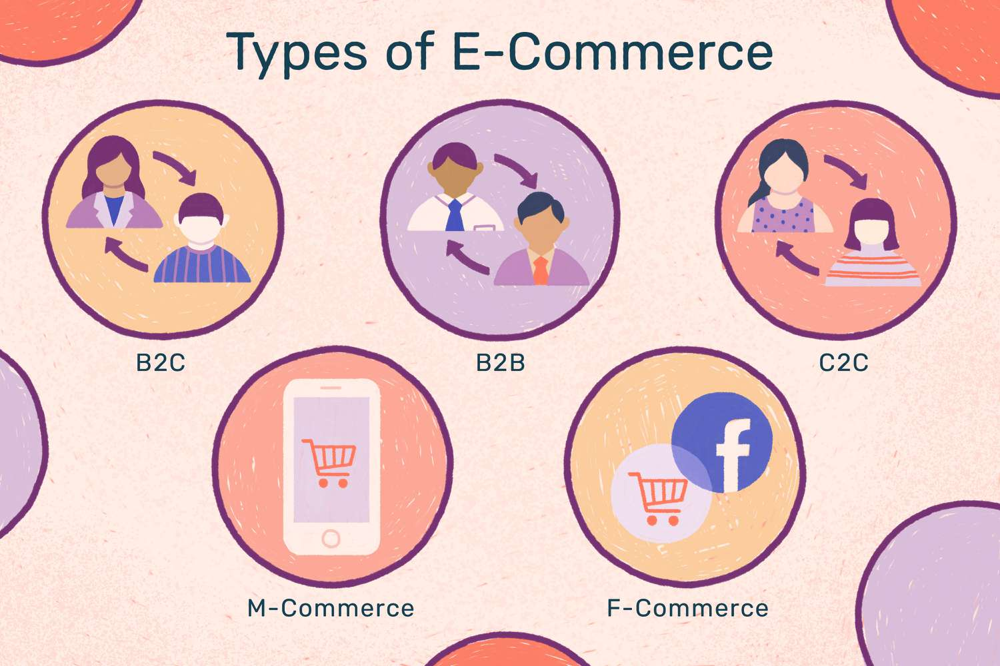 Types of E-Commerce
B2C
B2B
C2C
f
M-Commerce
F-Commerce